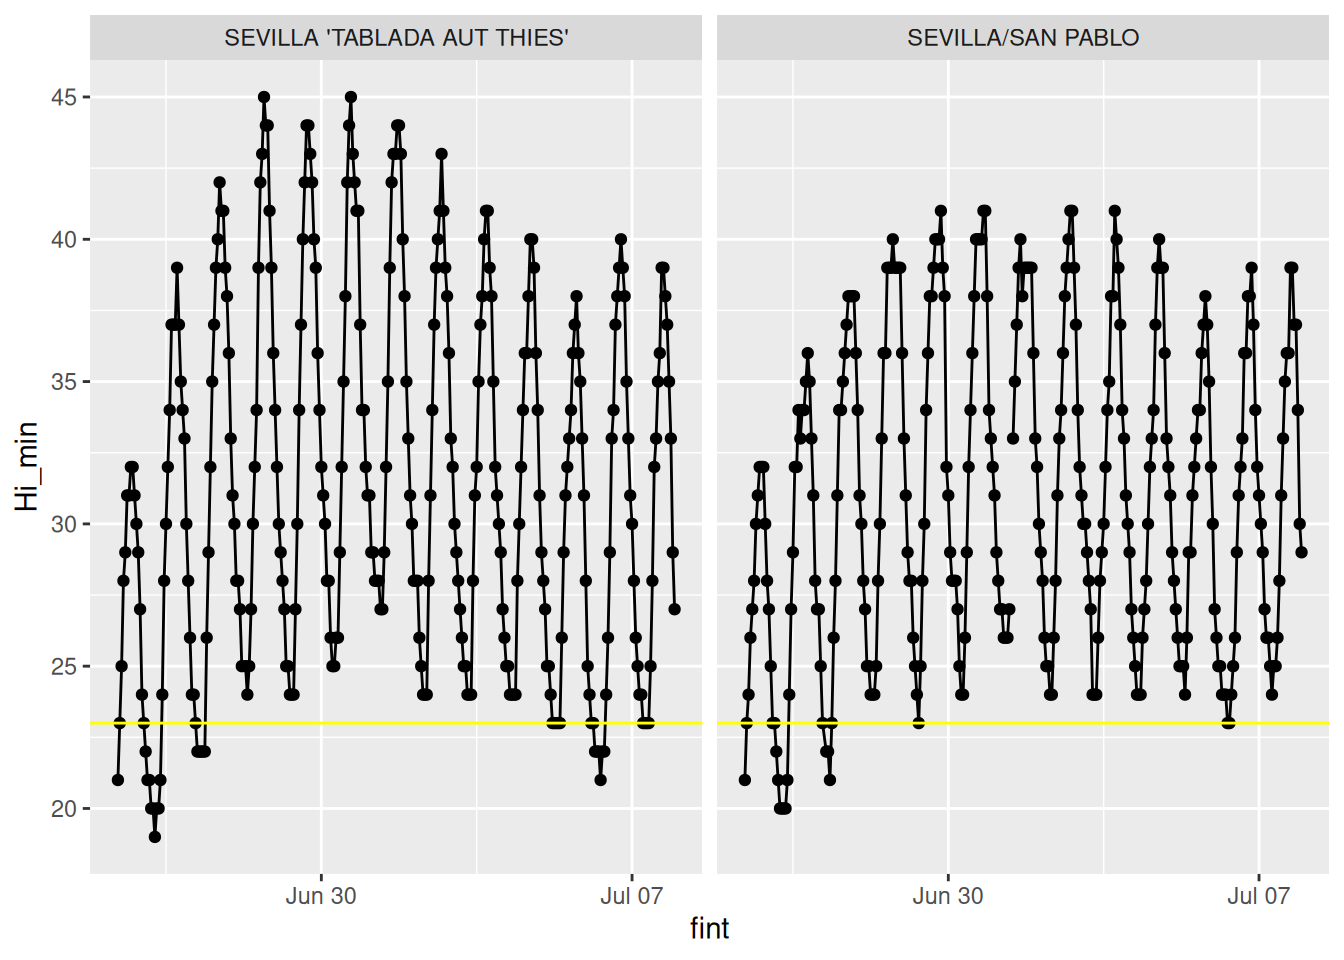 SEVILLA 'TABLADA AUT THIES'
SEVILLA/SAN PABLO
45
40
35
30
25
20
Hi_min
Jun 30
Jul 07
Jun 30
Jul 07
fint